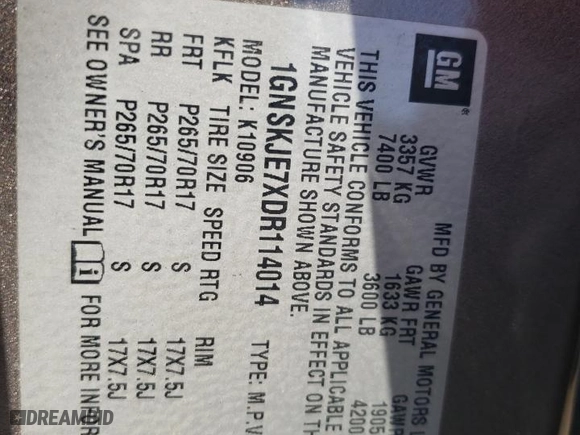 GM
®
MFD BY GENERAL MOTORS
GVWR GAWR FRT GAWR
3357 KG 1633 KG 1905
7400 LB 3600 LB 4200
THIS VEHICLE CONFORMS TO ALL APPLICABLE
VEHICLE SAFETY STANDARDS IN EFFECT ON TH
MANUFACTURE SHOWN ABOVE.
1GNSKJE7XDR114014 TYPE: M.P.V
MODEL: K10906
KFLK TIRE SIZE SPEED RTG RIM
FRT P265/70R17 S 17X7.5J
RR P265/70R17 S 17X7.5J
SPA P265/70R17 S 17X7.5J
SEE OWNER'S MANUAL i FOR MORE INFOR
DREAMBID